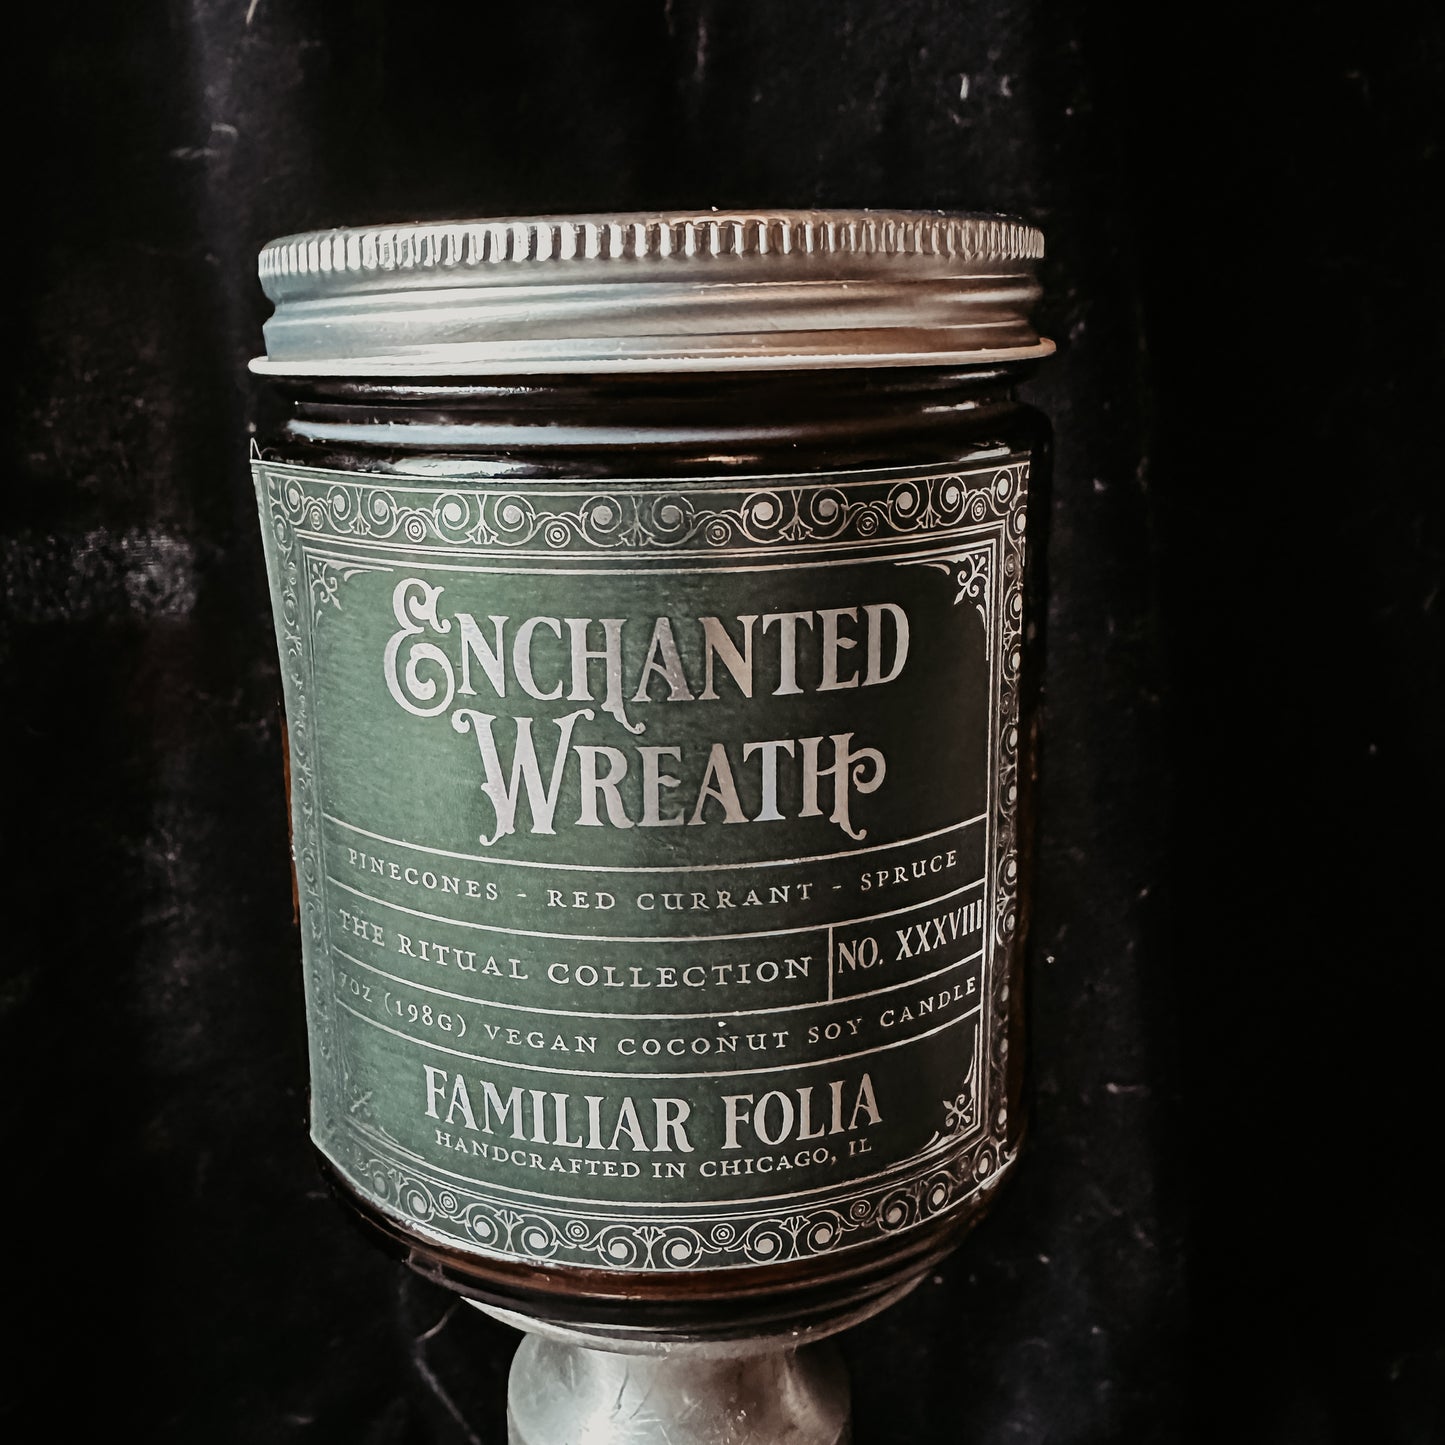 ENCHANTED
WREATH
PINECONES - RED CURRANT - SPRUCE
THE RITUAL COLLECTION NO. XXXVIII
7OZ (198G) VEGAN COCONUT SOY CANDLE
FAMILIAR FOLIA
HANDCRAFTED IN CHICAGO, IL